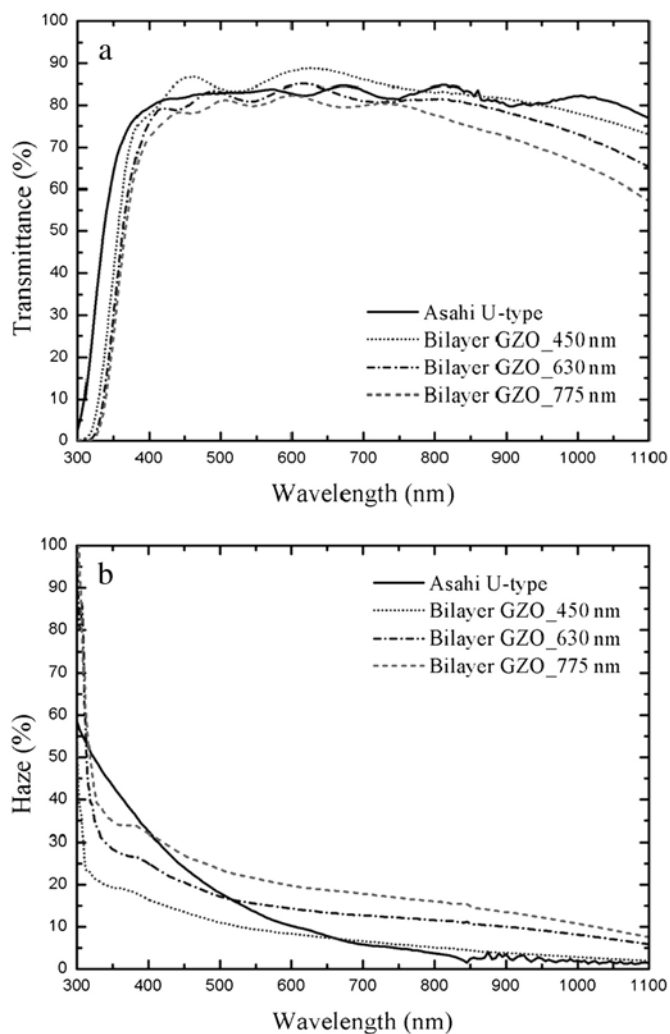 a
100
90
80
70
60
50
40
30
20
10
0
Transmittance (%)
Asahi U-type
Bilayer GZO_450 nm
Bilayer GZO_630 nm
Bilayer GZO_775 nm
300 400 500 600 700 800 900 1000 1100
Wavelength (nm)
b
100
90
80
70
60
50
40
30
20
10
0
Haze (%)
Asahi U-type
Bilayer GZO_450 nm
Bilayer GZO_630 nm
Bilayer GZO_775 nm
300 400 500 600 700 800 900 1000 1100
Wavelength (nm)